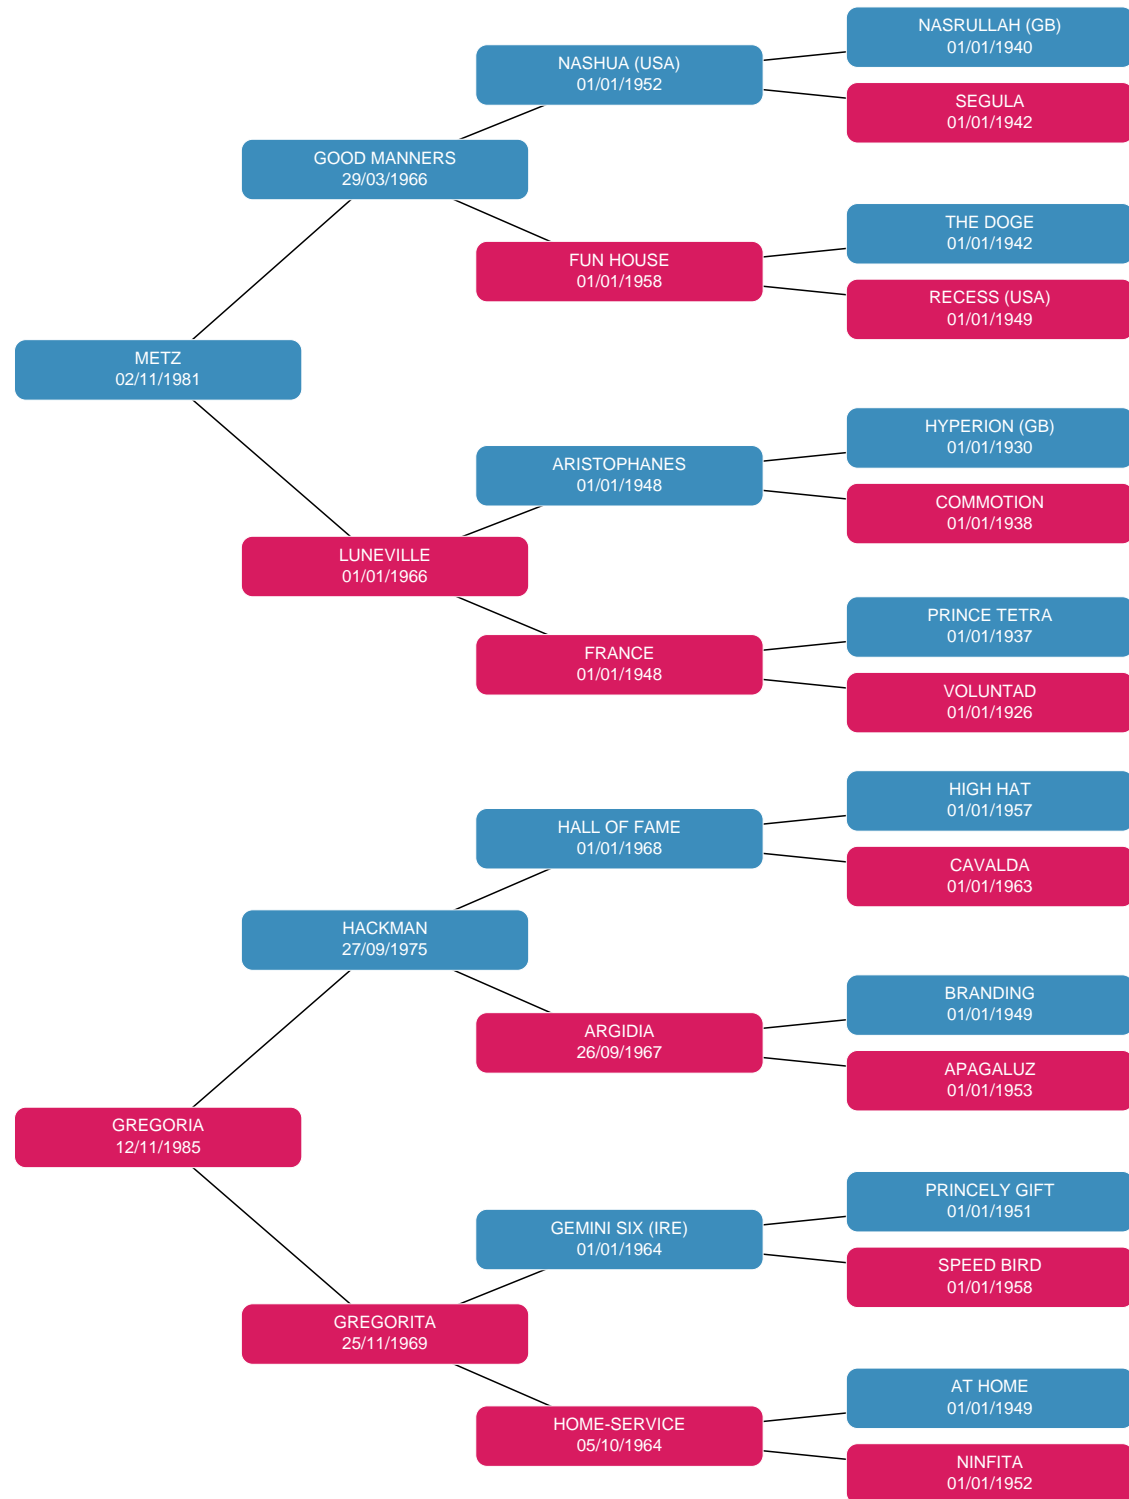 NASRULLAH (GB)
01/01/1940
NASHUA (USA)
01/01/1952
SEGULA
01/01/1942
GOOD MANNERS
29/03/1966
THE DOGE
01/01/1942
FUN HOUSE
01/01/1958
RECESS (USA)
01/01/1949
METZ
02/11/1981
HYPERION (GB)
01/01/1930
ARISTOPHANES
01/01/1948
COMMOTION
01/01/1938
LUNEVILLE
01/01/1966
PRINCE TETRA
01/01/1937
FRANCE
01/01/1948
VOLUNTAD
01/01/1926
HIGH HAT
01/01/1957
HALL OF FAME
01/01/1968
CAVALDA
01/01/1963
HACKMAN
27/09/1975
BRANDING
01/01/1949
ARGIDIA
26/09/1967
APAGALUZ
01/01/1953
GREGORIA
12/11/1985
PRINCELY GIFT
01/01/1951
GEMINI SIX (IRE)
01/01/1964
SPEED BIRD
01/01/1958
GREGORITA
25/11/1969
AT HOME
01/01/1949
HOME-SERVICE
05/10/1964
NINFITA
01/01/1952